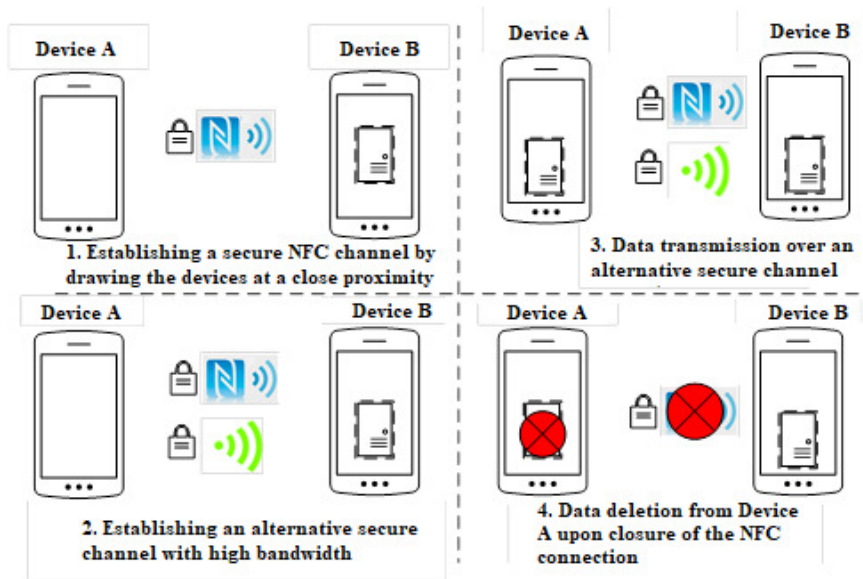 Device A
Device B
1. Establishing a secure NFC channel by
drawing the devices at a close proximity
Device A
Device B
2. Establishing an alternative secure
channel with high bandwidth
Device A
Device B
3. Data transmission over an
alternative secure channel
Device A
Device B
4. Data deletion from Device
A upon closure of the NFC
connection